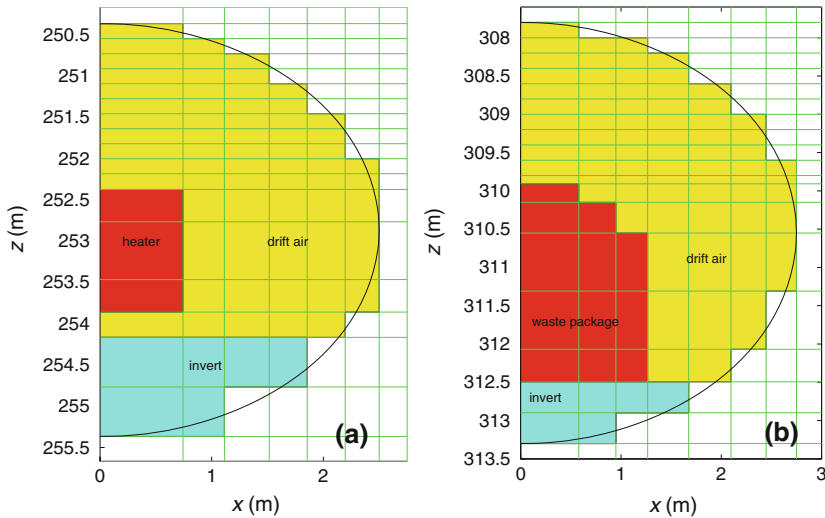 250.5
251
251.5
252
252.5
253
253.5
254
254.5
255
255.5
z (m)
heater
drift air
invert
(a)
0
1
2
x (m)
308
308.5
309
309.5
310
310.5
311
311.5
312
312.5
313
313.5
z (m)
drift air
waste package
invert
(b)
0
1
2
3
x (m)